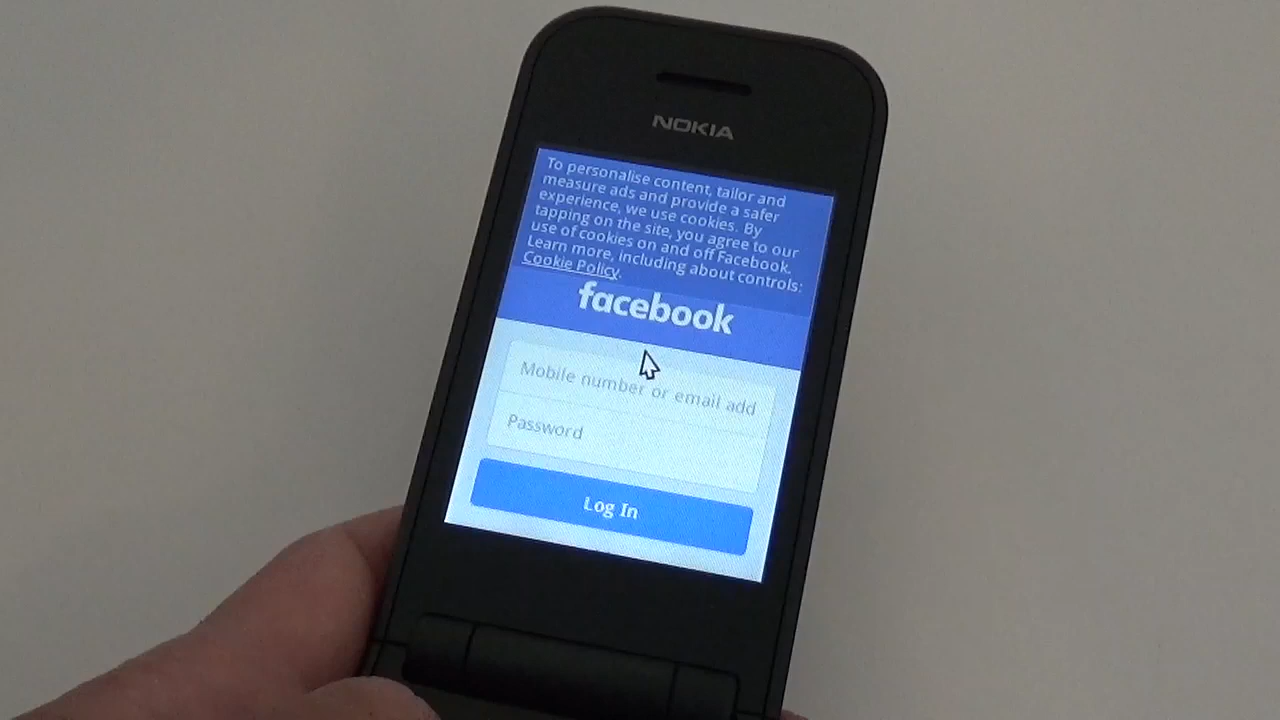 NOKIA
To personalise content, tailor and
measure ads and provide a safer
experience, we use cookies. By
tapping on the site, you agree to our
use of cookies on and off Facebook.
Learn more, including about controls:
Cookie Policy.
facebook
Mobile number or email add
Password
Log In